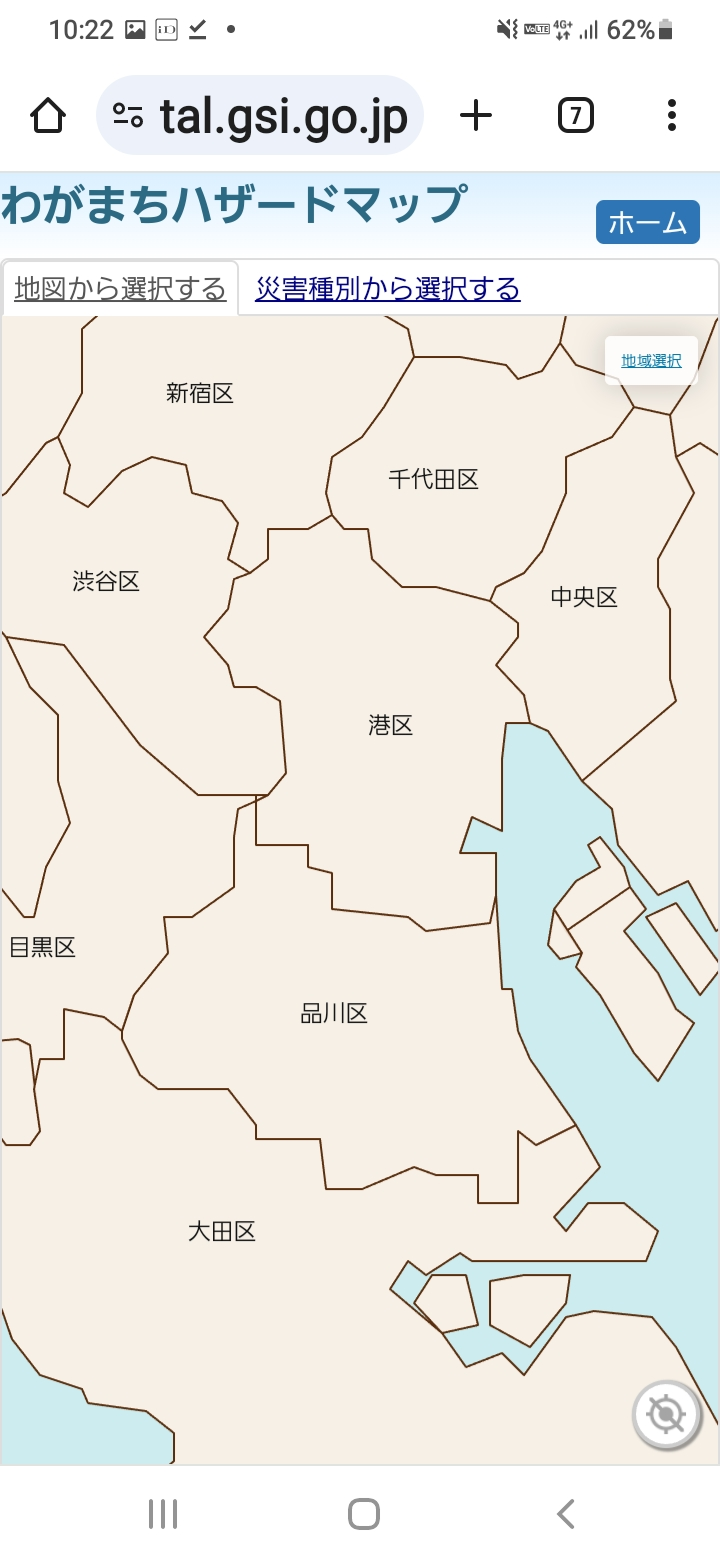 10:22 iD VoLTE 4G+ 62%
tal.gsi.go.jp 7
わがまちハザードマップ
ホーム
地図から選択する 災害種別から選択する
地域選択
新宿区
千代田区
渋谷区
中央区
港区
目黒区
品川区
大田区